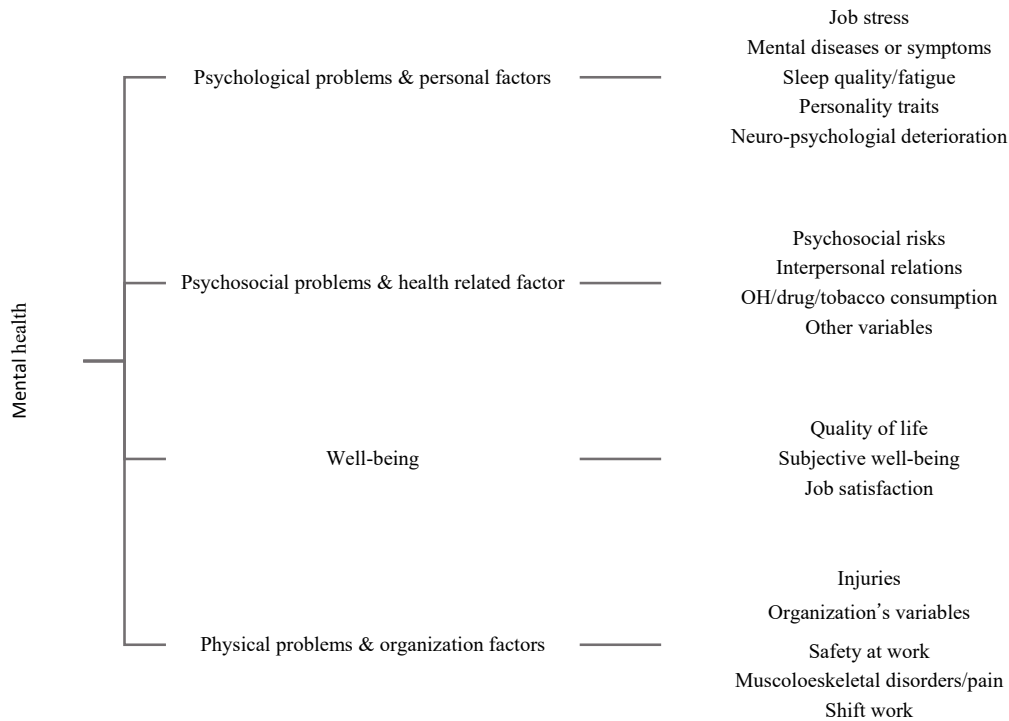 Job stress
Mental diseases or symptoms
Psychological problems & personal factors
Sleep quality/fatigue
Personality traits
Neuro-psychologial deterioration
Psychosocial risks
Interpersonal relations
Psychosocial problems & health related factor
OH/drug/tobacco consumption
Other variables
Mental health
Quality of life
Well-being
Subjective well-being
Job satisfaction
Injuries
Organization's variables
Physical problems & organization factors
Safety at work
Muscoloeskeletal disorders/pain
Shift work